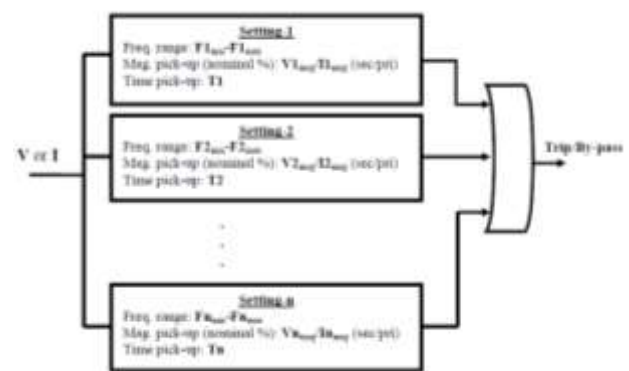 Setting-1
Freq. range: F1min-F1max
Mag. pick-up (nominal %): V1mag/I1mag (sec/pri)
Time pick-up: T1
Setting-2
Freq. range: F2min-F2max
Mag. pick-up (nominal %): V2mag/I2mag (sec/pri)
Time pick-up: T2
V or I
Trip/By-pass
Setting-n
Freq. range: Fnmin-Fnmax
Mag. pick-up (nominal %): Vnmag/Inmag (sec/pri)
Time pick-up: Tn